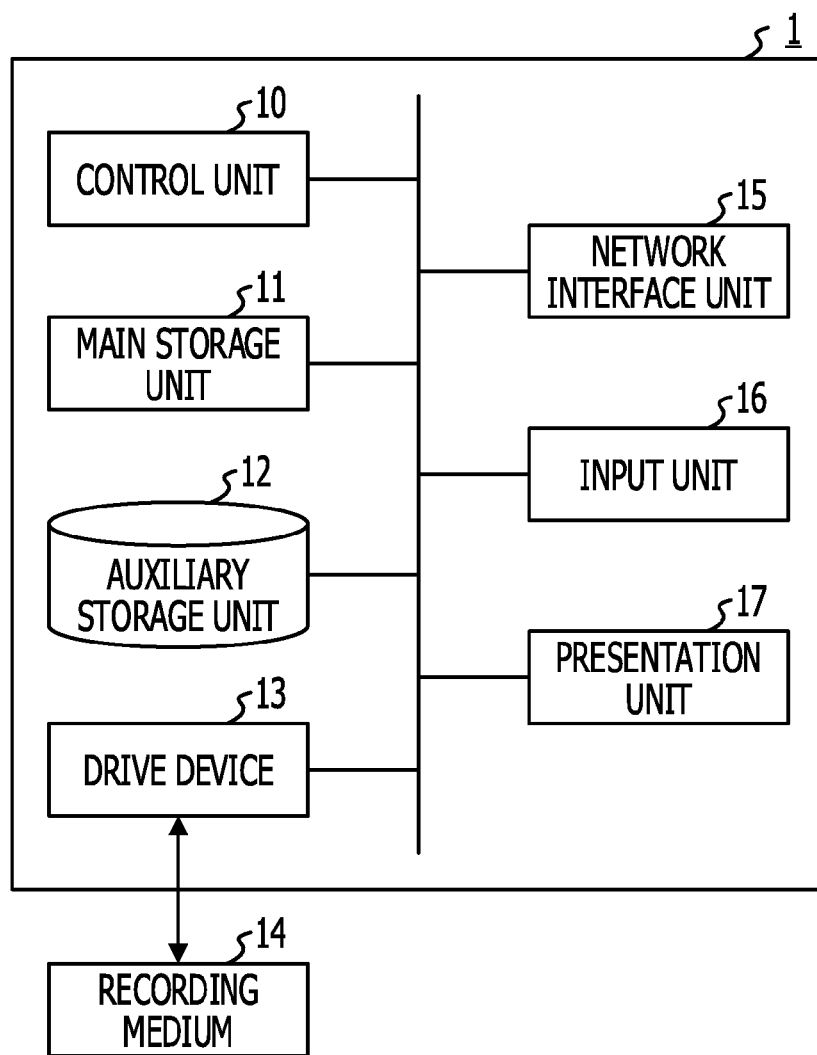 1
10
CONTROL UNIT
11
MAIN STORAGE
UNIT
12
AUXILIARY
STORAGE UNIT
13
DRIVE DEVICE
14
RECORDING
MEDIUM
15
NETWORK
INTERFACE UNIT
16
INPUT UNIT
17
PRESENTATION
UNIT